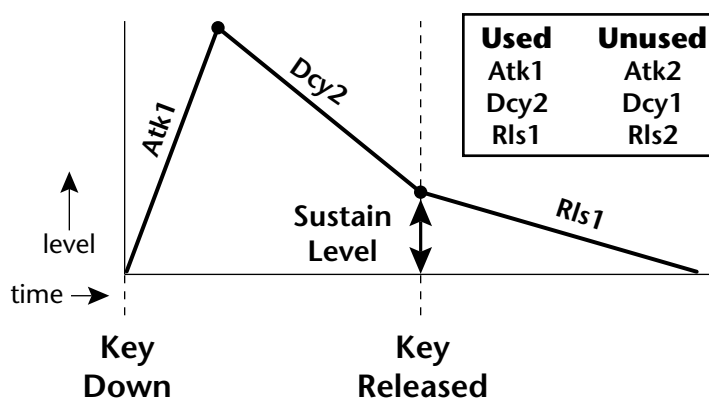 Used Unused
Atk1 Atk2
Dcy2 Dcy1
Rls1 Rls2
Atk1
Dcy2
Rls1
Sustain
Level
level
time
Key
Down
Key
Released